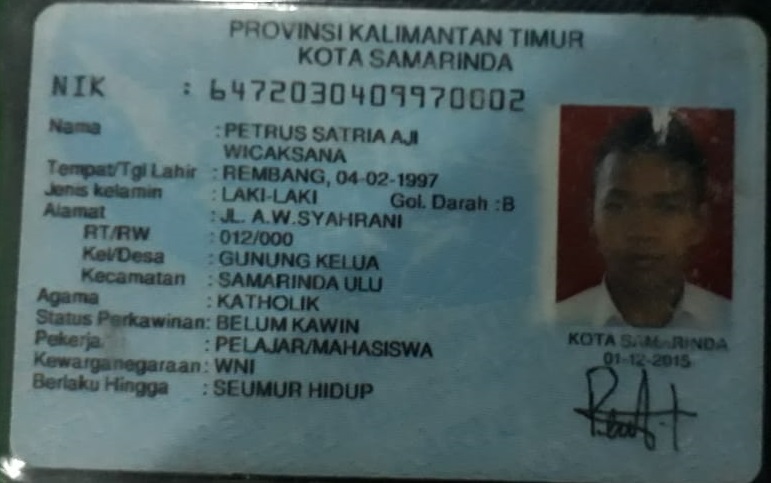 PROVINSI KALIMANTAN TIMUR
KOTA SAMARINDA
NIK : 6472030409970002
Nama : PETRUS SATRIA AJI
WICAKSANA
Tempat/Tgl Lahir : REMBANG, 04-02-1997
Jenis kelamin : LAKI-LAKI Gol. Darah : B
Alamat : JL. A.W.SYAHRANI
RT/RW : 012/000
Kel/Desa : GUNUNG KELUA
Kecamatan : SAMARINDA ULU
Agama : KATHOLIK
Status Perkawinan: BELUM KAWIN
Pekerja : PELAJAR/MAHASISWA
Kewarganegaraan: WNI
Berlaku Hingga : SEUMUR HIDUP
KOTA SAMARINDA
01-12-2015